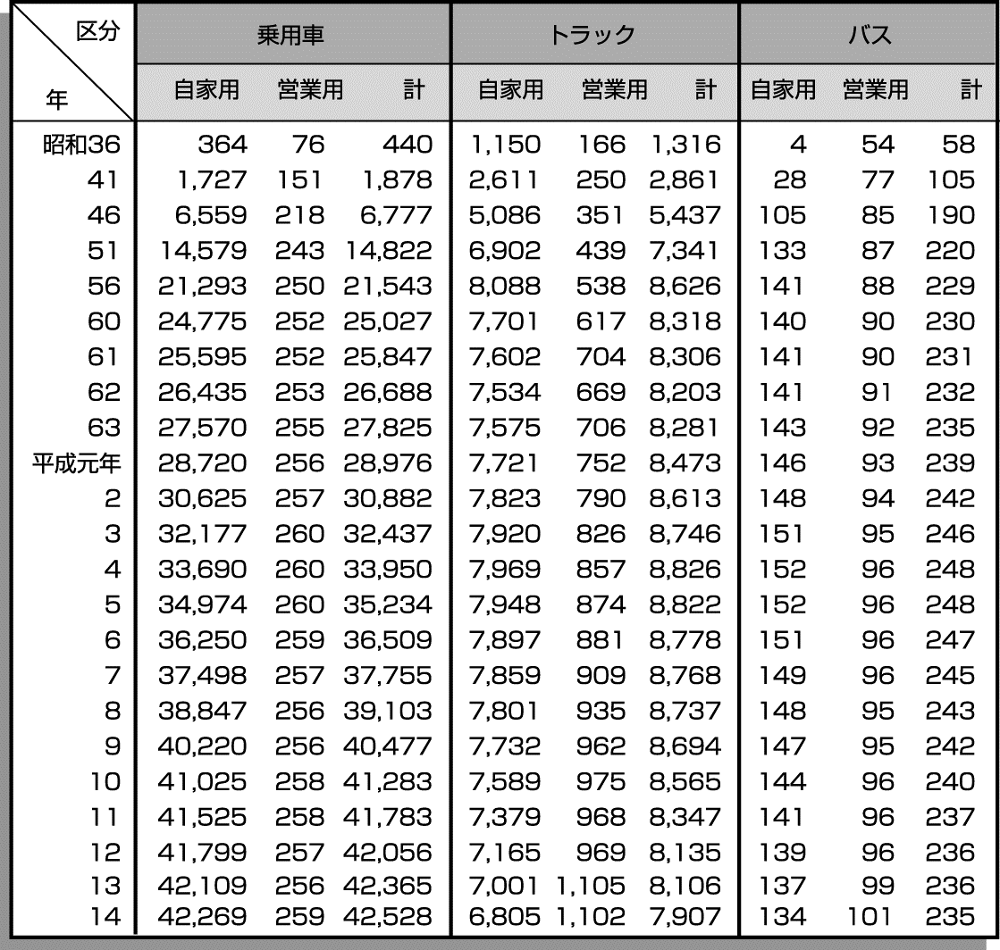 区分 乗用車 トラック バス
年 自家用 営業用 計 自家用 営業用 計 自家用 営業用 計
昭和36 364 76 440 1,150 166 1,316 4 54 58
41 1,727 151 1,878 2,611 250 2,861 28 77 105
46 6,559 218 6,777 5,086 351 5,437 105 85 190
51 14,579 243 14,822 6,902 439 7,341 133 87 220
56 21,293 250 21,543 8,088 538 8,626 141 88 229
60 24,775 252 25,027 7,701 617 8,318 140 90 230
61 25,595 252 25,847 7,602 704 8,306 141 90 231
62 26,435 253 26,688 7,534 669 8,203 141 91 232
63 27,570 255 27,825 7,575 706 8,281 143 92 235
平成元年 28,720 256 28,976 7,721 752 8,473 146 93 239
2 30,625 257 30,882 7,823 790 8,613 148 94 242
3 32,177 260 32,437 7,920 826 8,746 151 95 246
4 33,690 260 33,950 7,969 857 8,826 152 96 248
5 34,974 260 35,234 7,948 874 8,822 152 96 248
6 36,250 259 36,509 7,897 881 8,778 151 96 247
7 37,498 257 37,755 7,859 909 8,768 149 96 245
8 38,847 256 39,103 7,801 935 8,737 148 95 243
9 40,220 256 40,477 7,732 962 8,694 147 95 242
10 41,025 258 41,283 7,589 975 8,565 144 96 240
11 41,525 258 41,783 7,379 968 8,347 141 96 237
12 41,799 257 42,056 7,165 969 8,135 139 96 236
13 42,109 256 42,365 7,001 1,105 8,106 137 99 236
14 42,269 259 42,528 6,805 1,102 7,907 134 101 235